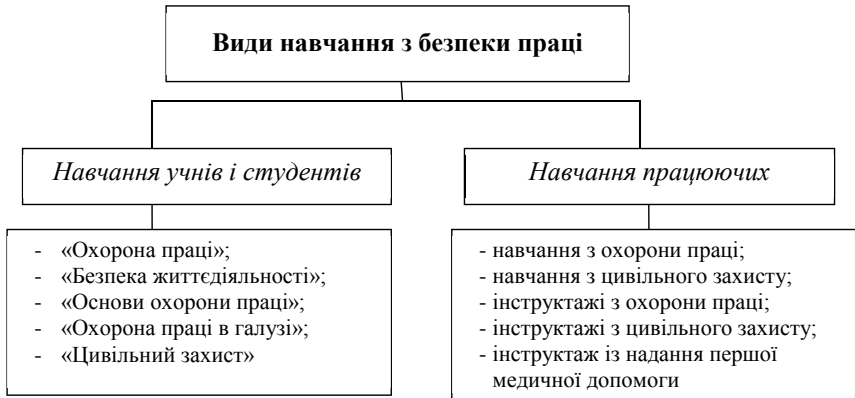 Види навчання з безпеки праці
Навчання учнів і студентів
- «Охорона праці»;
- «Безпека життєдіяльності»;
- «Основи охорони праці»;
- «Охорона праці в галузі»;
- «Цивільний захист»
Навчання працюючих
- навчання з охорони праці;
- навчання з цивільного захисту;
- інструктажі з охорони праці;
- інструктажі з цивільного захисту;
- інструктаж із надання першої
медичної допомоги